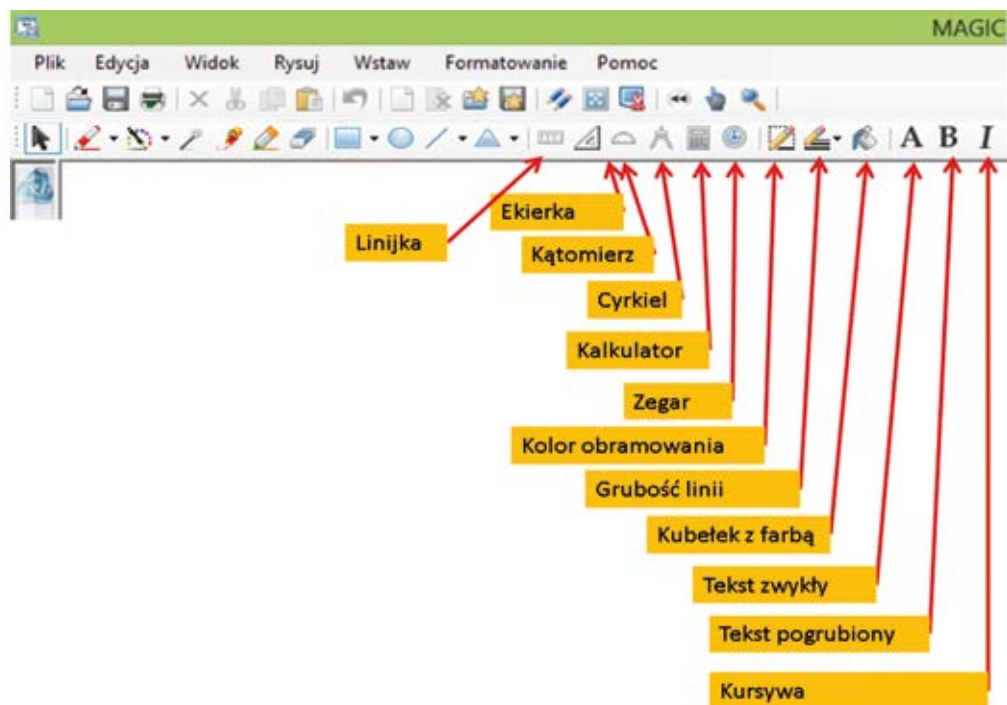 MAGIC
Plik Edycja Widok Rysuj Wstaw Formatowanie Pomoc
A B I
Ekierka
Linijka
Kątomierz
Cyrkiel
Kalkulator
Zegar
Kolor obramowania
Grubość linii
Kubełek z farbą
Tekst zwykły
Tekst pogrubiony
Kursywa